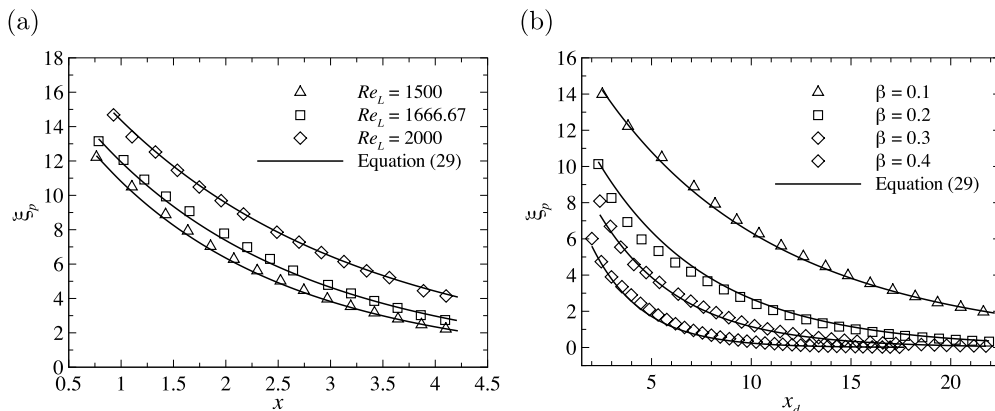 (a)
18
16
14
12
10
8
6
4
2
0
ξp
0.5
1
1.5
2
2.5
3
3.5
4
4.5
x
Re_L = 1500
Re_L = 1666.67
Re_L = 2000
Equation (29)
(b)
16
14
12
10
8
6
4
2
0
ξp
5
10
15
20
x_d
β = 0.1
β = 0.2
β = 0.3
β = 0.4
Equation (29)